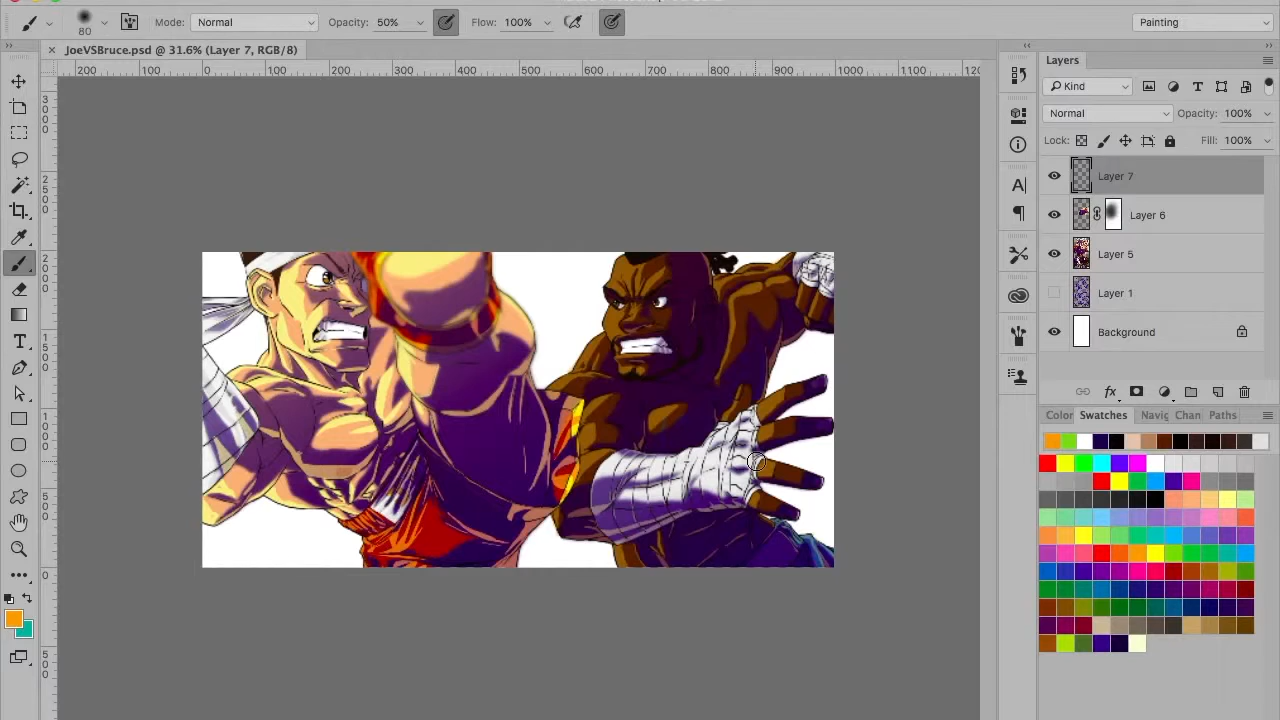 80
Mode: Normal
Opacity: 50%
Flow: 100%
Painting
× JoeVSBruce.psd @ 31.6% (Layer 7, RGB/8)
200 100 0 100 200 300 400 500 600 700 800 900 1000 1100
Layers
Kind
Normal
Opacity: 100%
Lock:
Fill: 100%
Layer 7
Layer 6
Layer 5
Layer 1
Background
fx
Color Swatches Navig Chan Paths